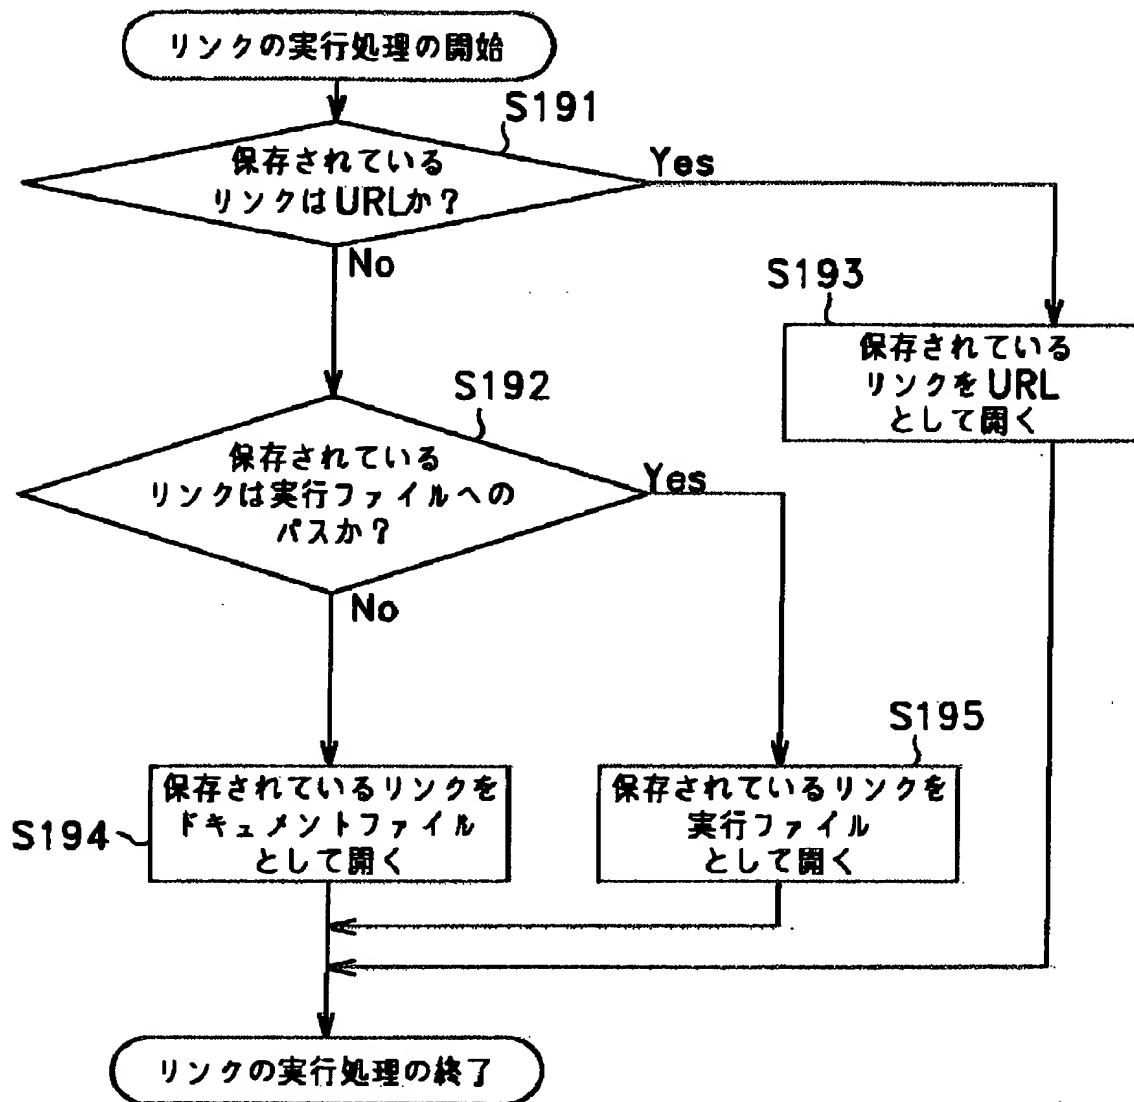 リンクの実行処理の開始
S191
保存されている
リンクはURLか?
Yes
No
S193
保存されている
リンクをURL
として開く
S192
保存されている
リンクは実行ファイルへの
パスか?
Yes
No
S194
保存されているリンクを
ドキュメントファイル
として開く
S195
保存されているリンクを
実行ファイル
として開く
リンクの実行処理の終了